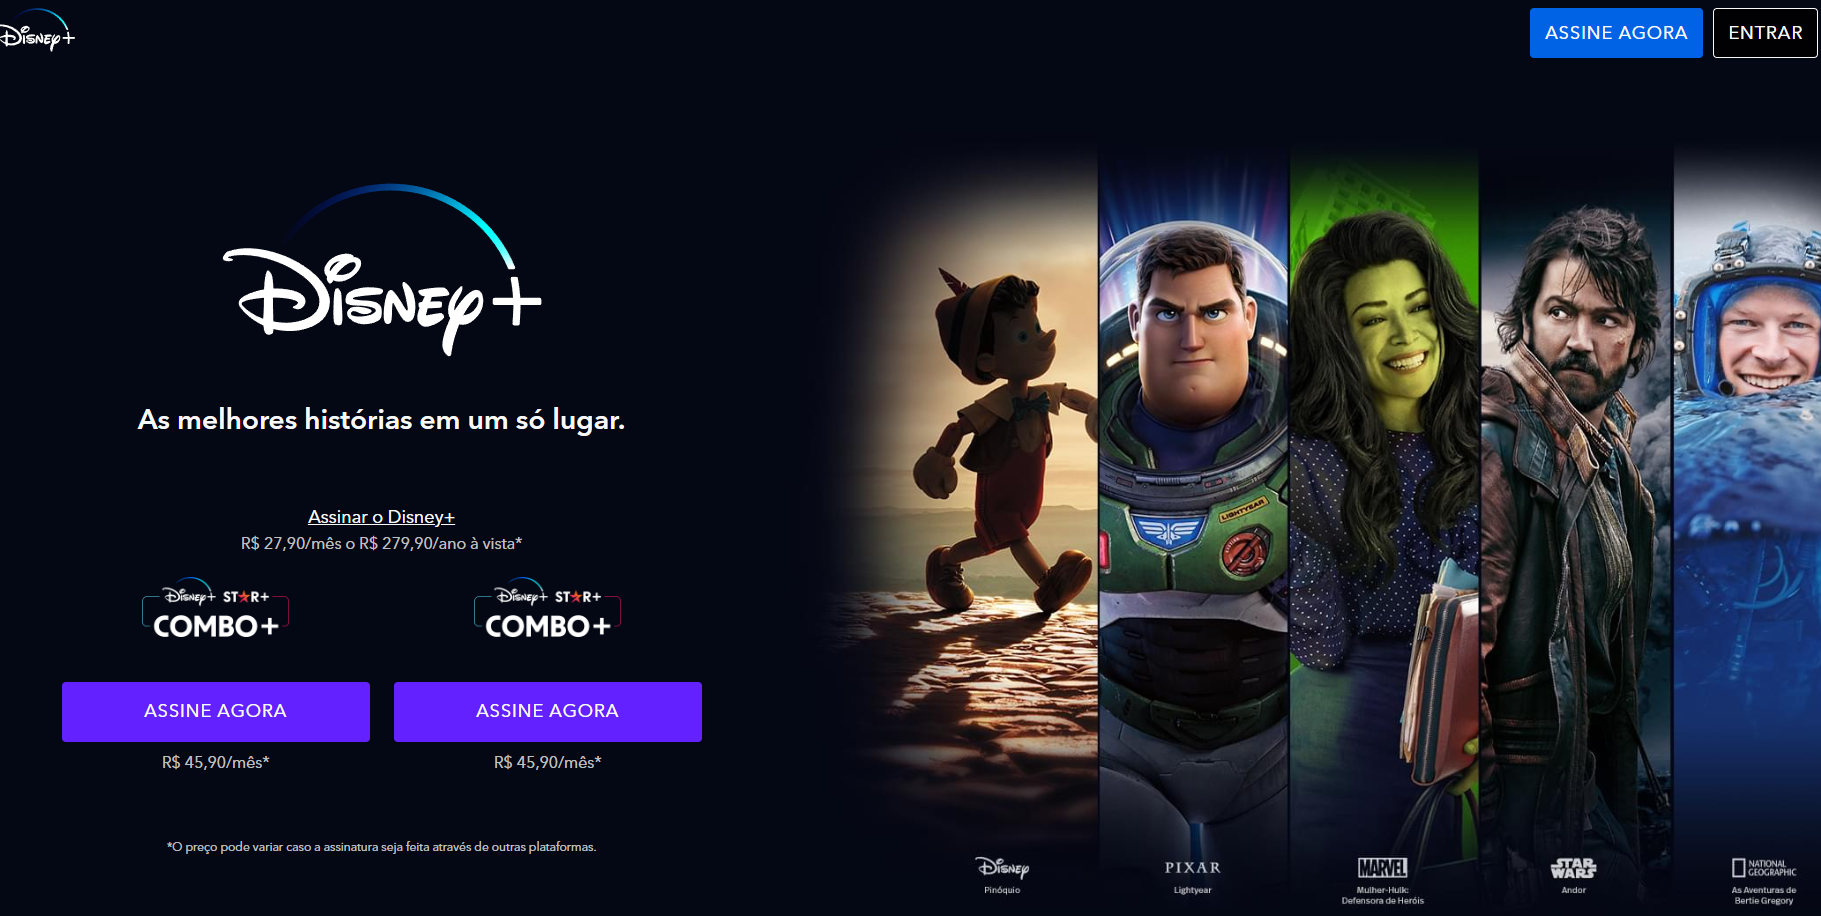 Disney+
ASSINE AGORA
ENTRAR
Disney+
As melhores histórias em um só lugar.
Assinar o Disney+
R$ 27,90/mês o R$ 279,90/ano à vista*
Disney+ STAR+
COMBO+
Disney+ STAR+
COMBO+
ASSINE AGORA
ASSINE AGORA
R$ 45,90/mês*
R$ 45,90/mês*
*O preço pode variar caso a assinatura seja feita através de outras plataformas.
LIGHTYEAR
Disney
Pinóquio
PIXAR
Lightyear
MARVEL
Mulher-Hulk:
Defensora de Heróis
STAR
WARS
Andor
NATIONAL
GEOGRAPHIC
As Aventuras de
Bertie Gregory